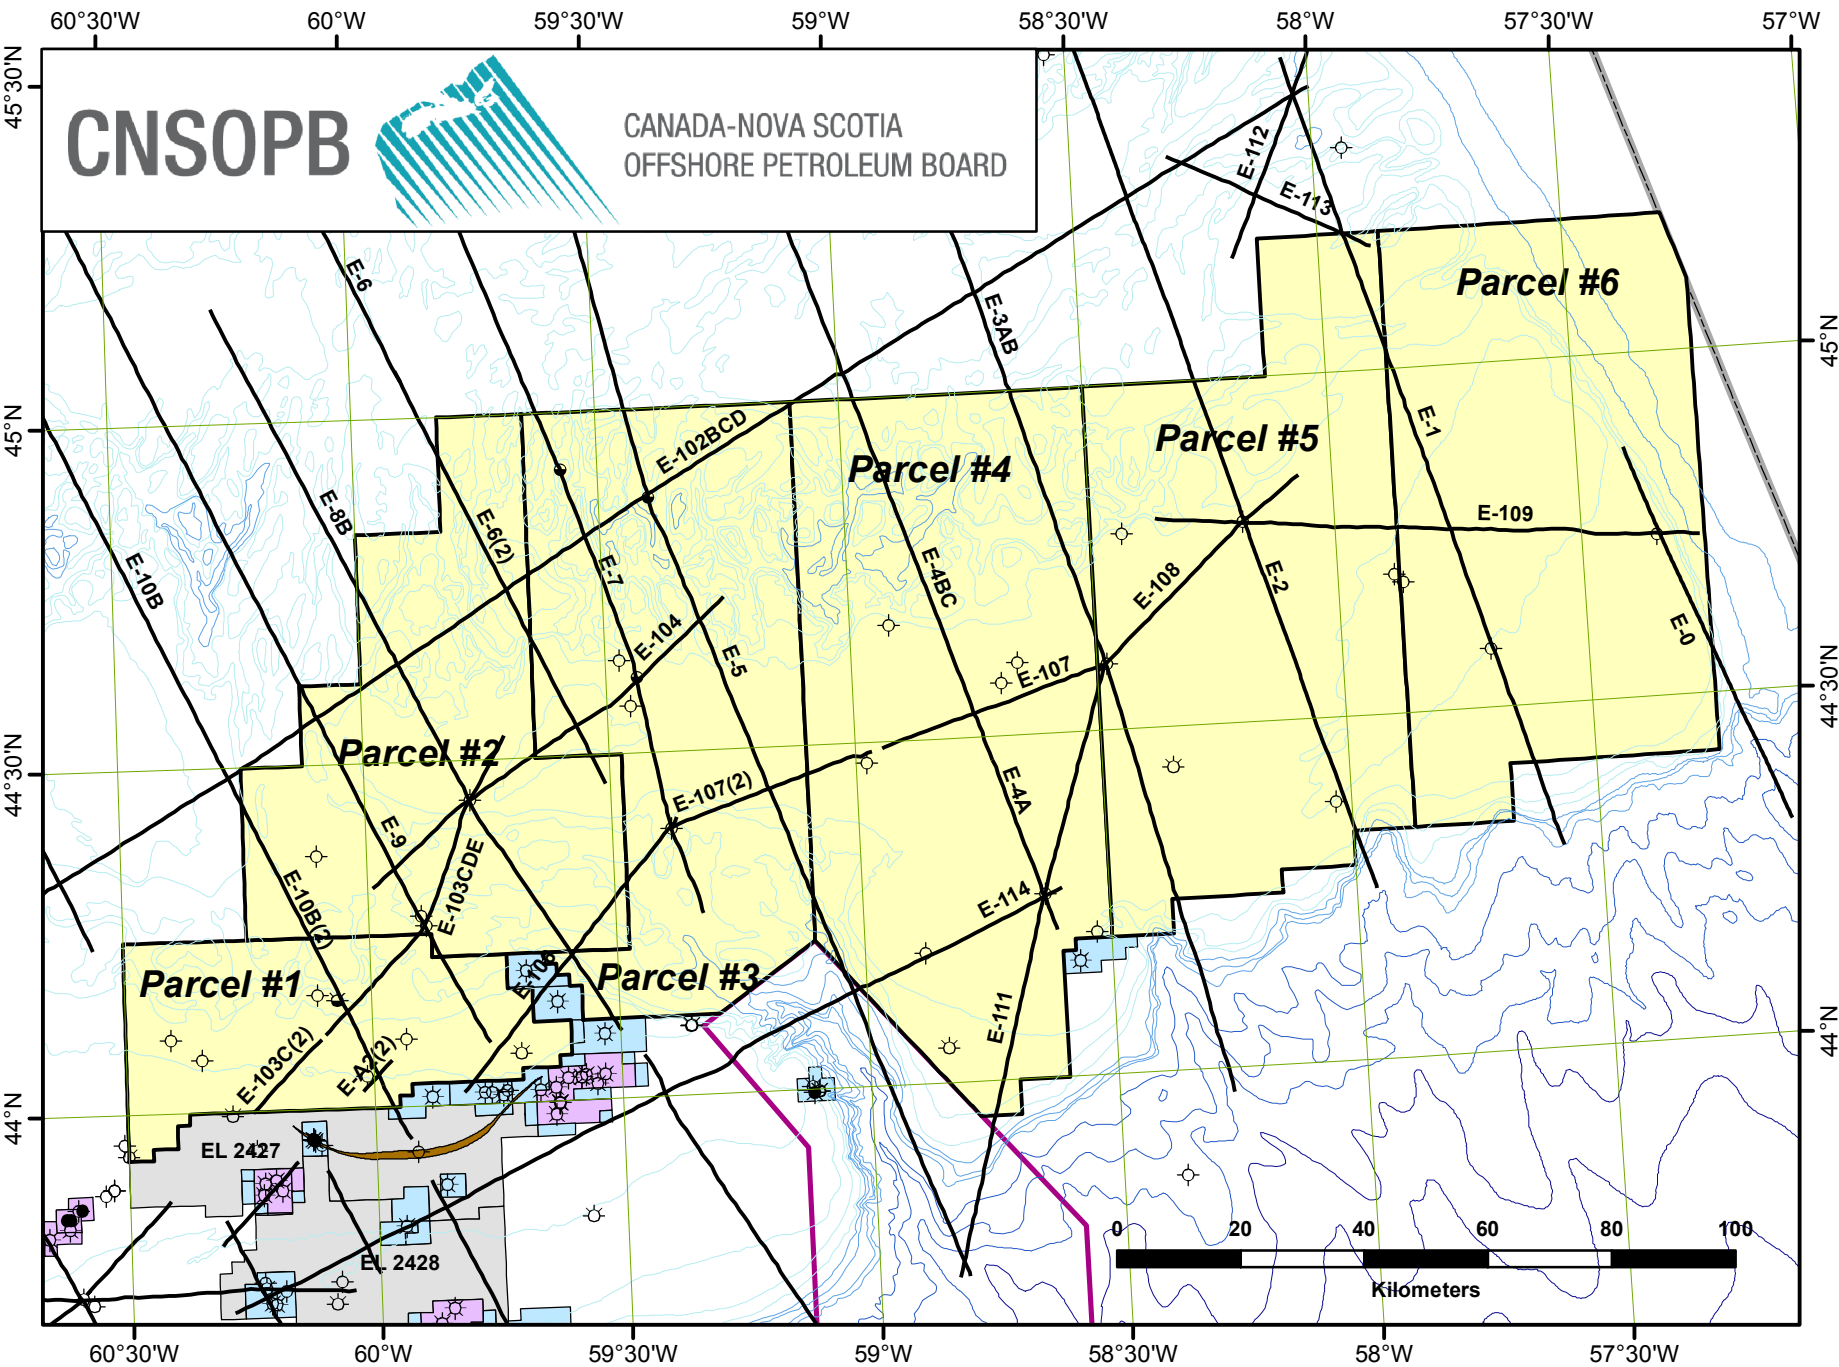 60°30'W 60°W 59°30'W 59°W 58°30'W 58°W 57°30'W 57°W
45°30'N
CNSOPB
CANADA-NOVA SCOTIA
OFFSHORE PETROLEUM BOARD
E-112
E-113
E-6
Parcel #6
E-3AB
45°N
45°N
E-102BCD
E-1
Parcel #5
Parcel #4
E-8B
E-6(2)
E-109
E-10B
E-7
E-4BC
E-108
E-2
E-104
E-5
E-0
E-107
44°30'N
44°30'N
Parcel #2
E-107(2)
E-4A
E-9
E-103CDE
E-10B(2)
E-114
Parcel #1
Parcel #3
E-106
E-111
44°N
E-103C(2)
E-A2(2)
44°N
EL 2427
EL 2428
0 20 40 60 80 100
Kilometers
60°30'W 60°W 59°30'W 59°W 58°30'W 58°W 57°30'W